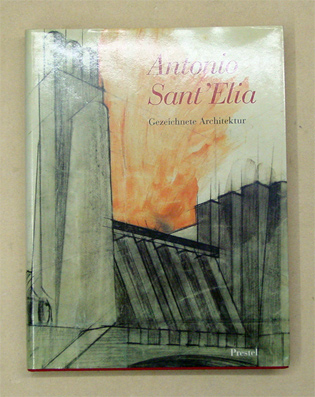 Antonio
Sant'Elia
Gezeichnete Architektur
Prestel